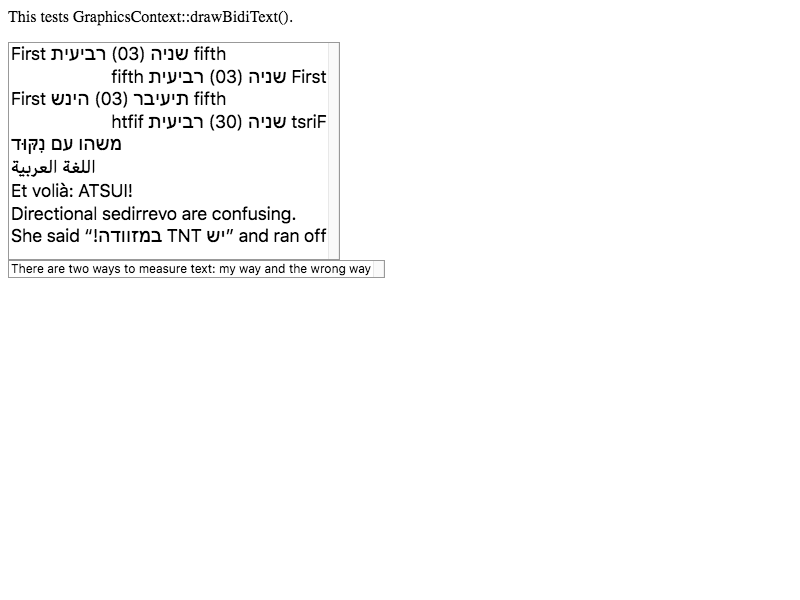 This tests GraphicsContext::drawBidiText().
First שניה (03) רביעית fifth
First שניה (03) רביעית fifth
First תיעיבר (03) הינש fifth
tsriF שניה (30) רביעית htfif
משהו עם נִקּוּד
اللغة العربية
Et volià: ATSUI!
Directional sedirrevo are confusing.
She said “יש TNT במזוודה!” and ran off
There are two ways to measure text: my way and the wrong way